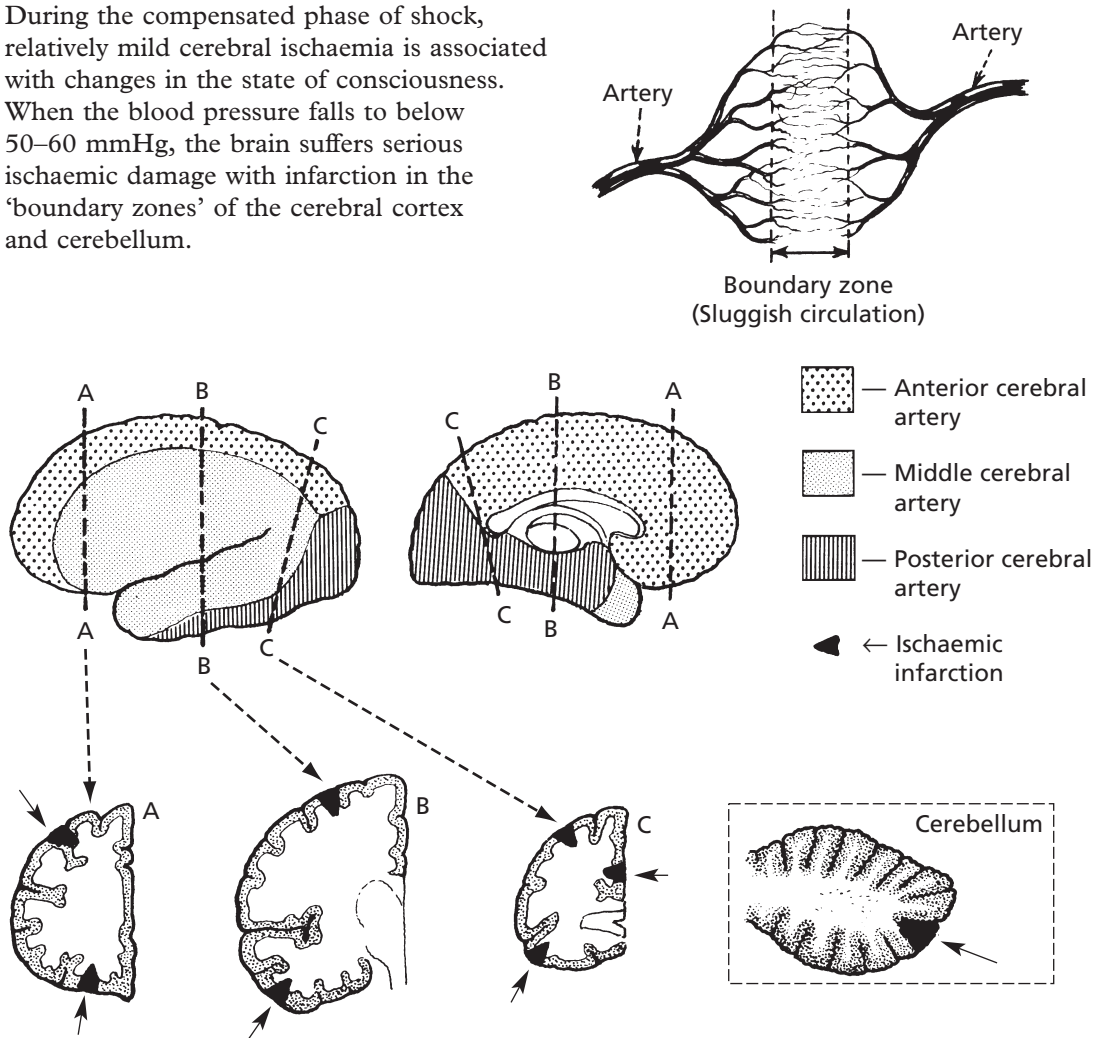 During the compensated phase of shock,
relatively mild cerebral ischaemia is associated
with changes in the state of consciousness.
When the blood pressure falls to below
50–60 mmHg, the brain suffers serious
ischaemic damage with infarction in the
‘boundary zones’ of the cerebral cortex
and cerebellum.
Artery
Artery
Boundary zone
(Sluggish circulation)
A
B
C
A
B
C
C
B
A
C
B
A
— Anterior cerebral
artery
— Middle cerebral
artery
— Posterior cerebral
artery
← Ischaemic
infarction
A
B
C
Cerebellum